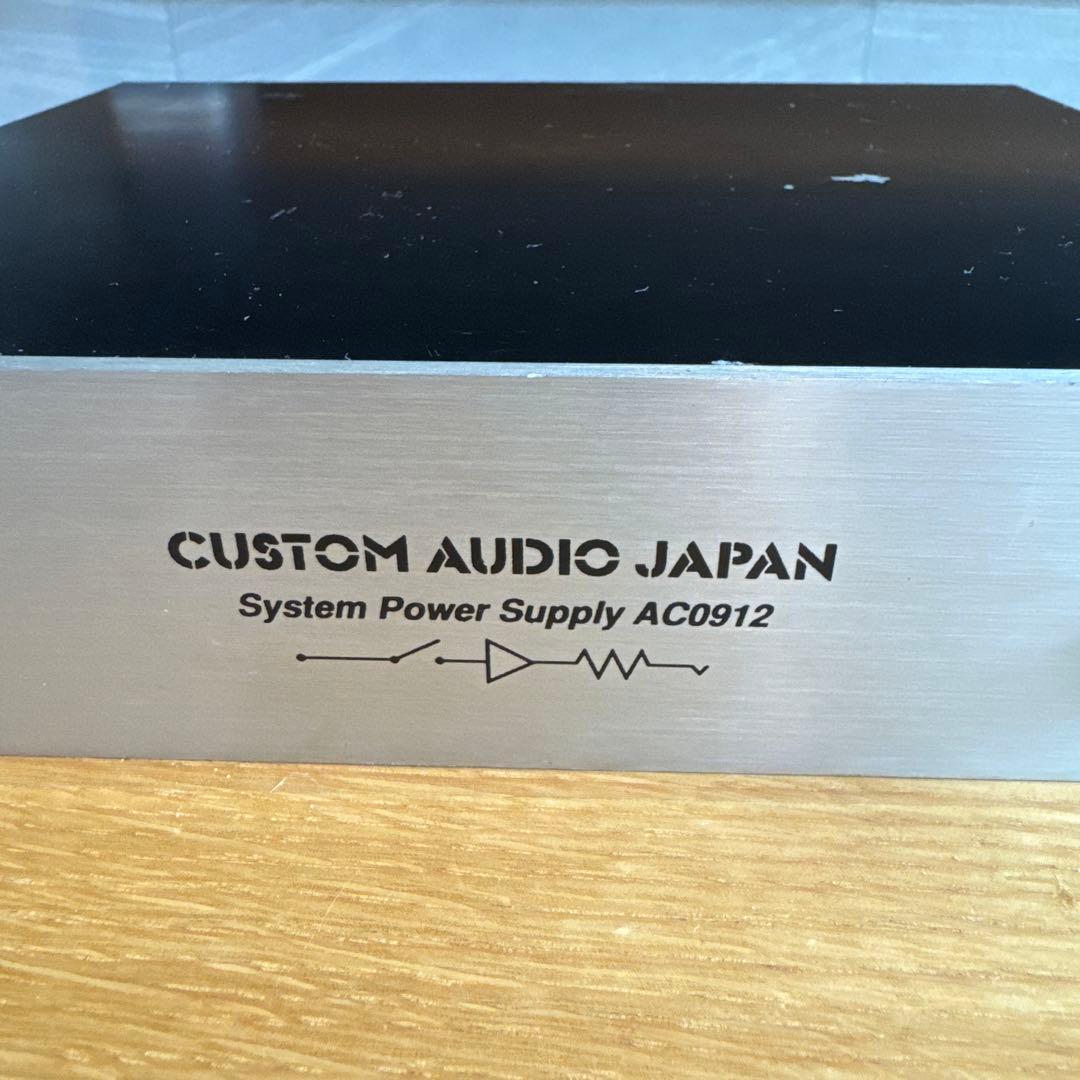 CUSTOM AUDIO JAPAN
System Power Supply AC0912